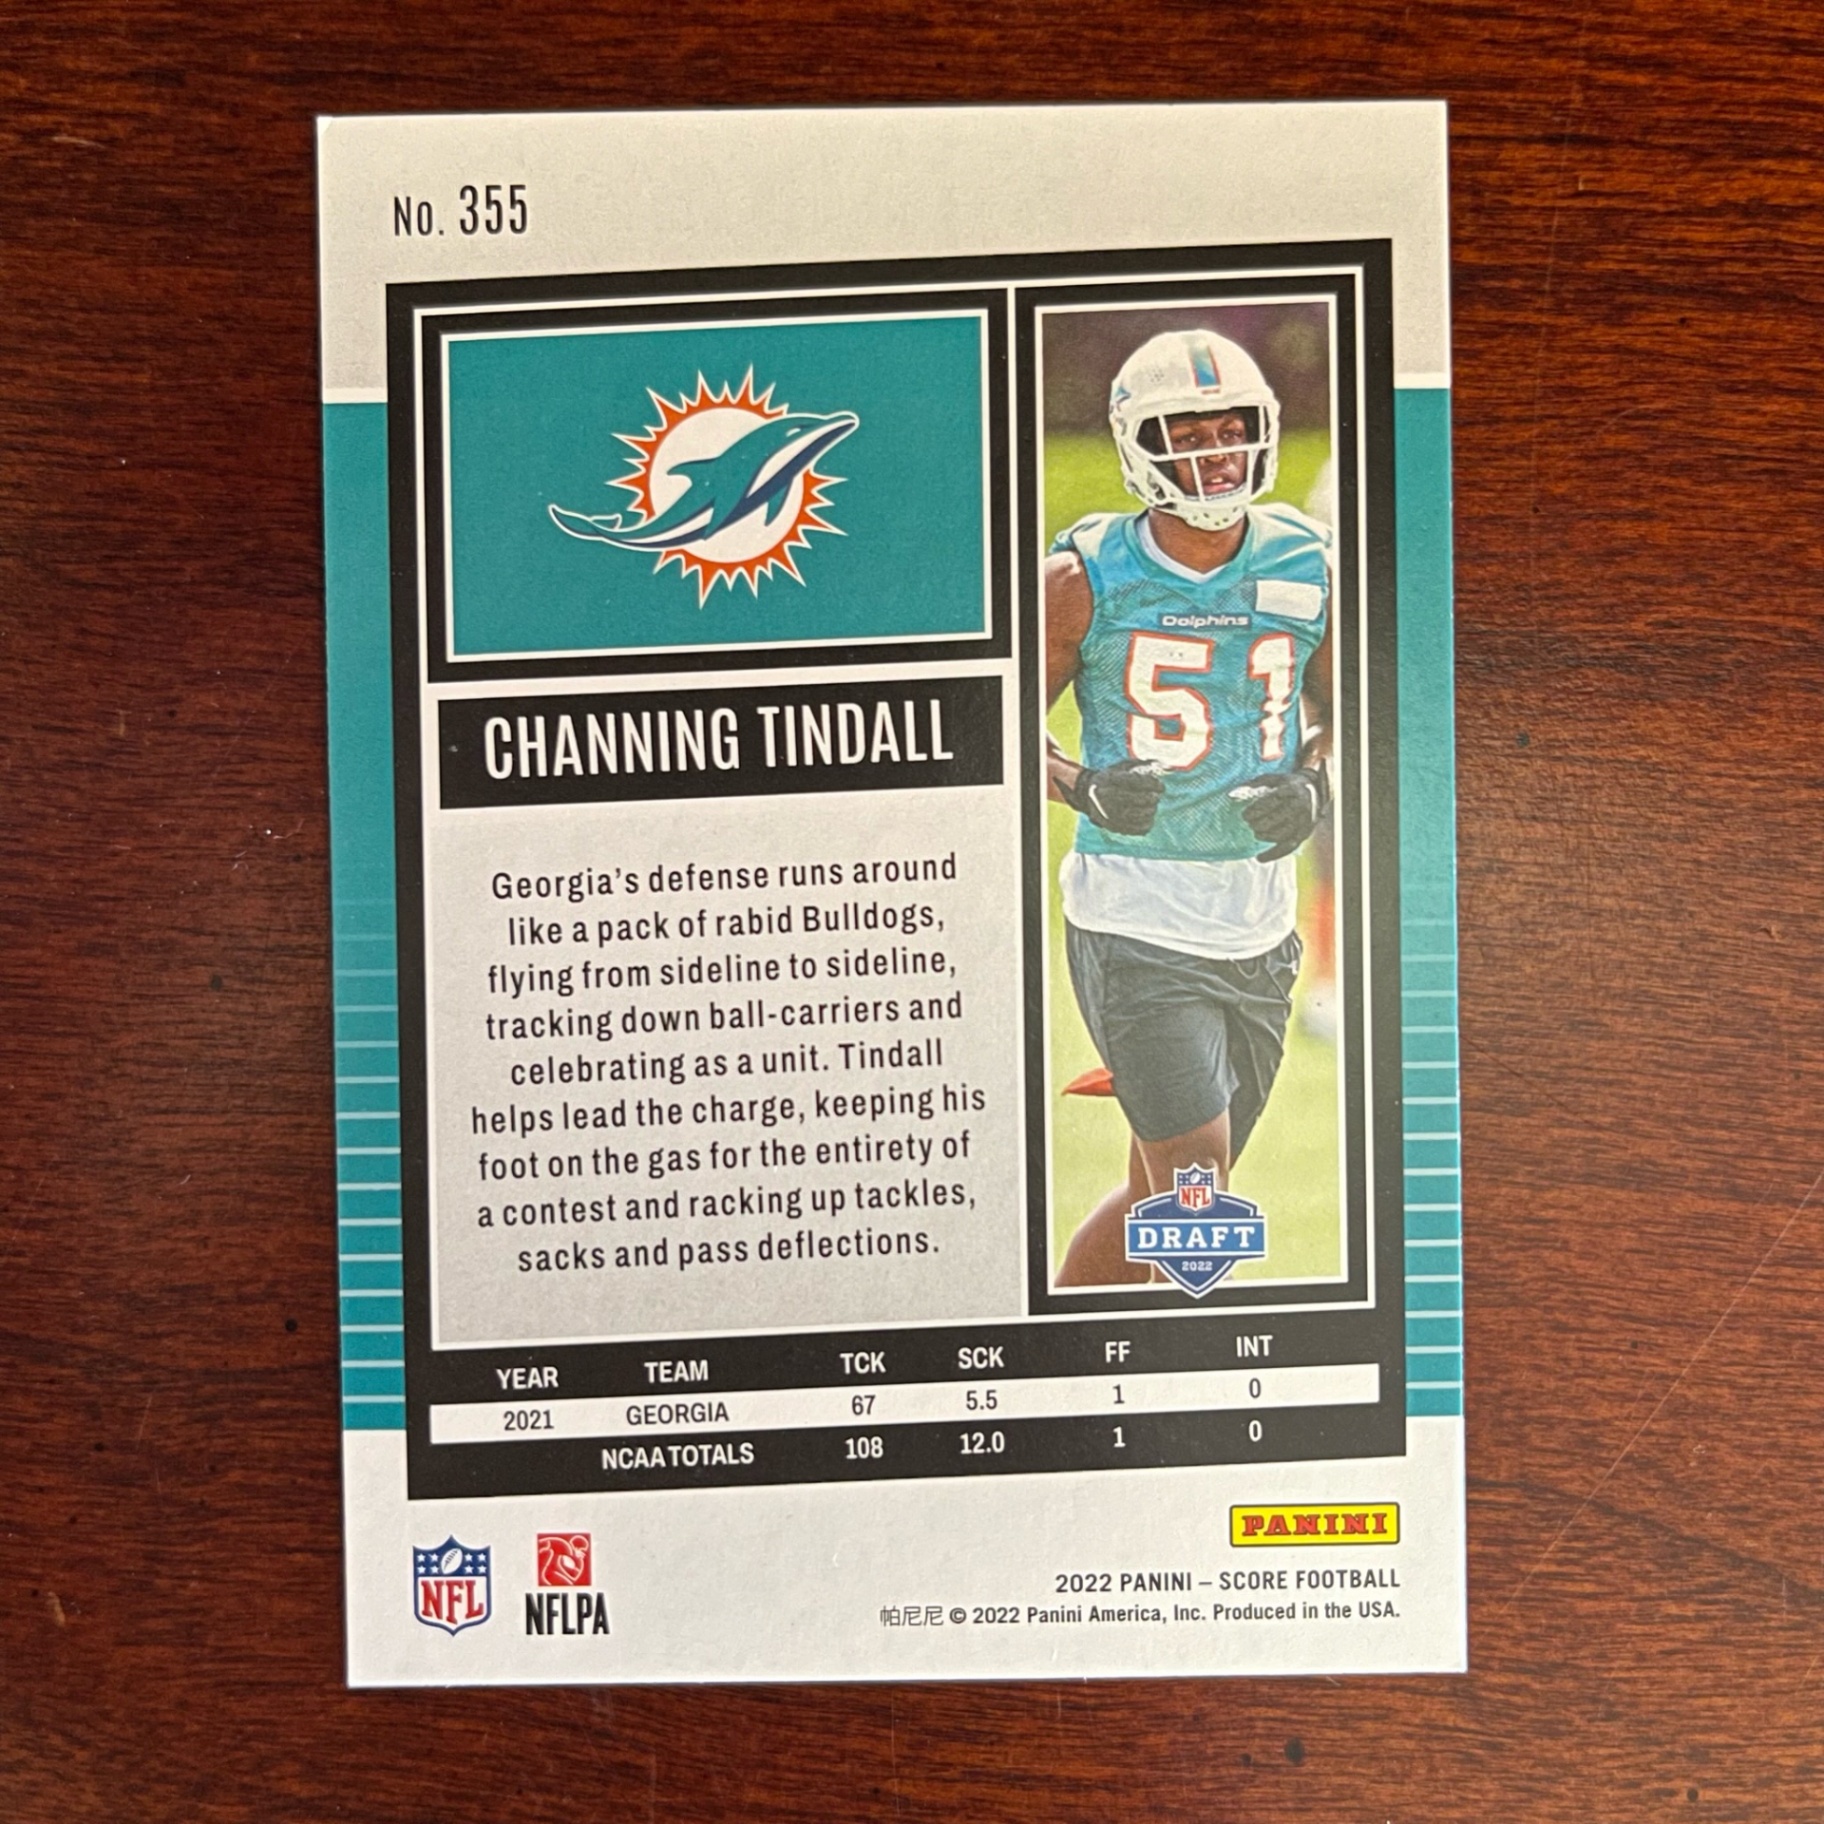 No. 355
CHANNING TINDALL
Georgia's defense runs around
like a pack of rabid Bulldogs,
flying from sideline to sideline,
tracking down ball-carriers and
celebrating as a unit. Tindall
helps lead the charge, keeping his
foot on the gas for the entirety of
a contest and racking up tackles,
sacks and pass deflections.
Dolphins
51
NFL
DRAFT
2022
YEAR TEAM TCK SCK FF INT
2021 GEORGIA 67 5.5 1 0
NCAA TOTALS 108 12.0 1 0
NFL
NFLPA
PANINI
2022 PANINI – SCORE FOOTBALL
帕尼尼 © 2022 Panini America, Inc. Produced in the USA.